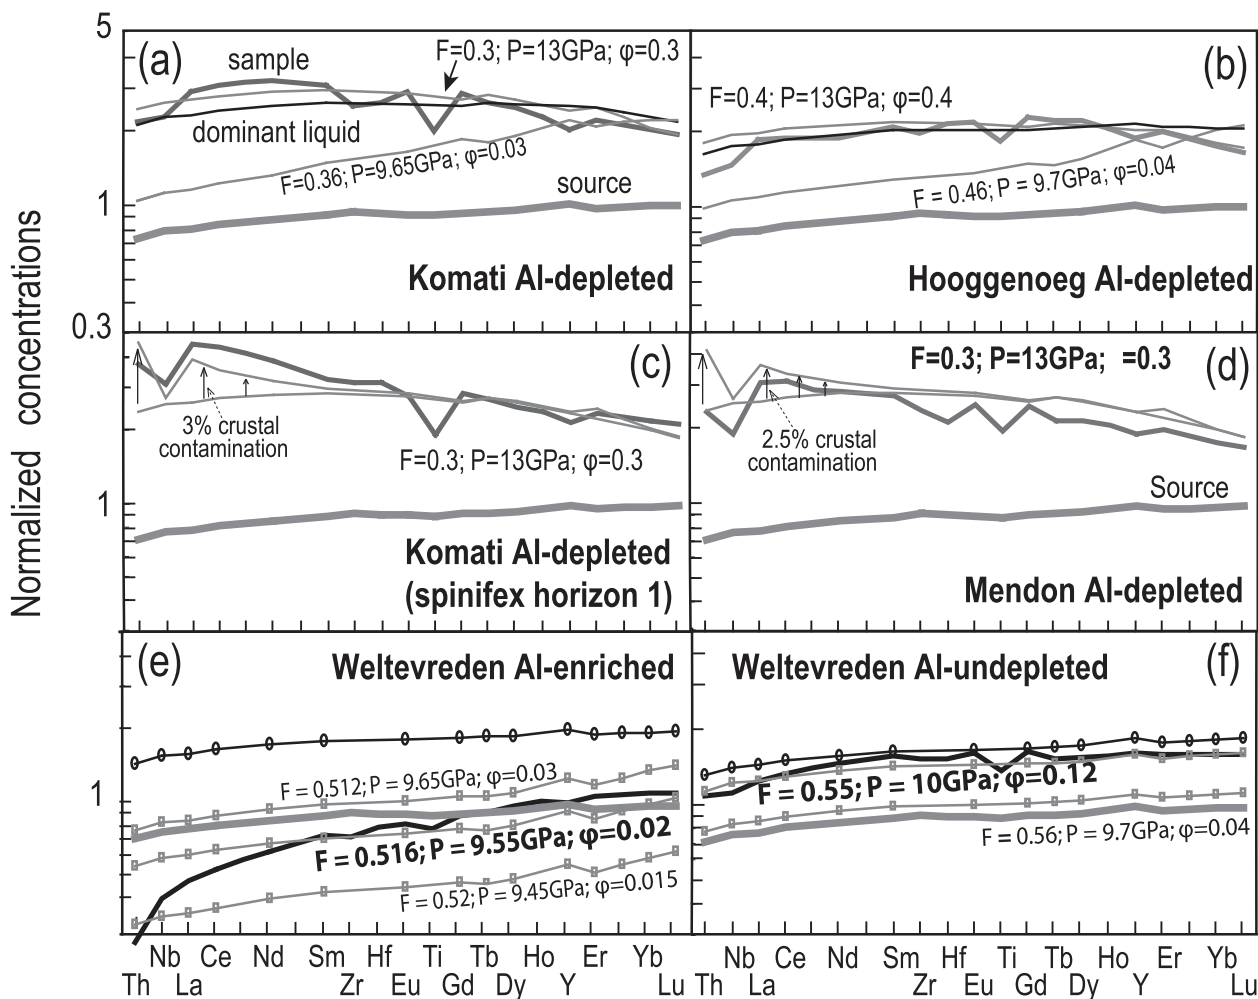 Normalized concentrations
5
(a)
sample
F=0.3; P=13GPa; φ=0.3
dominant liquid
F=0.36; P=9.65GPa; φ=0.03
1
source
Komati Al-depleted
0.3
(b)
F=0.4; P=13GPa; φ=0.4
F = 0.46; P = 9.7GPa; φ=0.04
Hooggenoeg Al-depleted
(c)
3% crustal
contamination
F=0.3; P=13GPa; φ=0.3
1
Komati Al-depleted
(spinifex horizon 1)
F=0.3; P=13GPa; =0.3
(d)
2.5% crustal
contamination
Source
Mendon Al-depleted
(e)
Weltevreden Al-enriched
F = 0.512; P = 9.65GPa; φ=0.03
1
F = 0.516; P = 9.55GPa; φ=0.02
F = 0.52; P = 9.45GPa; φ=0.015
Weltevreden Al-undepleted
(f)
F = 0.55; P = 10GPa; φ=0.12
F = 0.56; P = 9.7GPa; φ=0.04
Nb Ce Nd Sm Hf Ti Tb Ho Er Yb
Th La Zr Eu Gd Dy Y Lu
Nb Ce Nd Sm Hf Ti Tb Ho Er Yb
Th La Zr Eu Gd Dy Y Lu